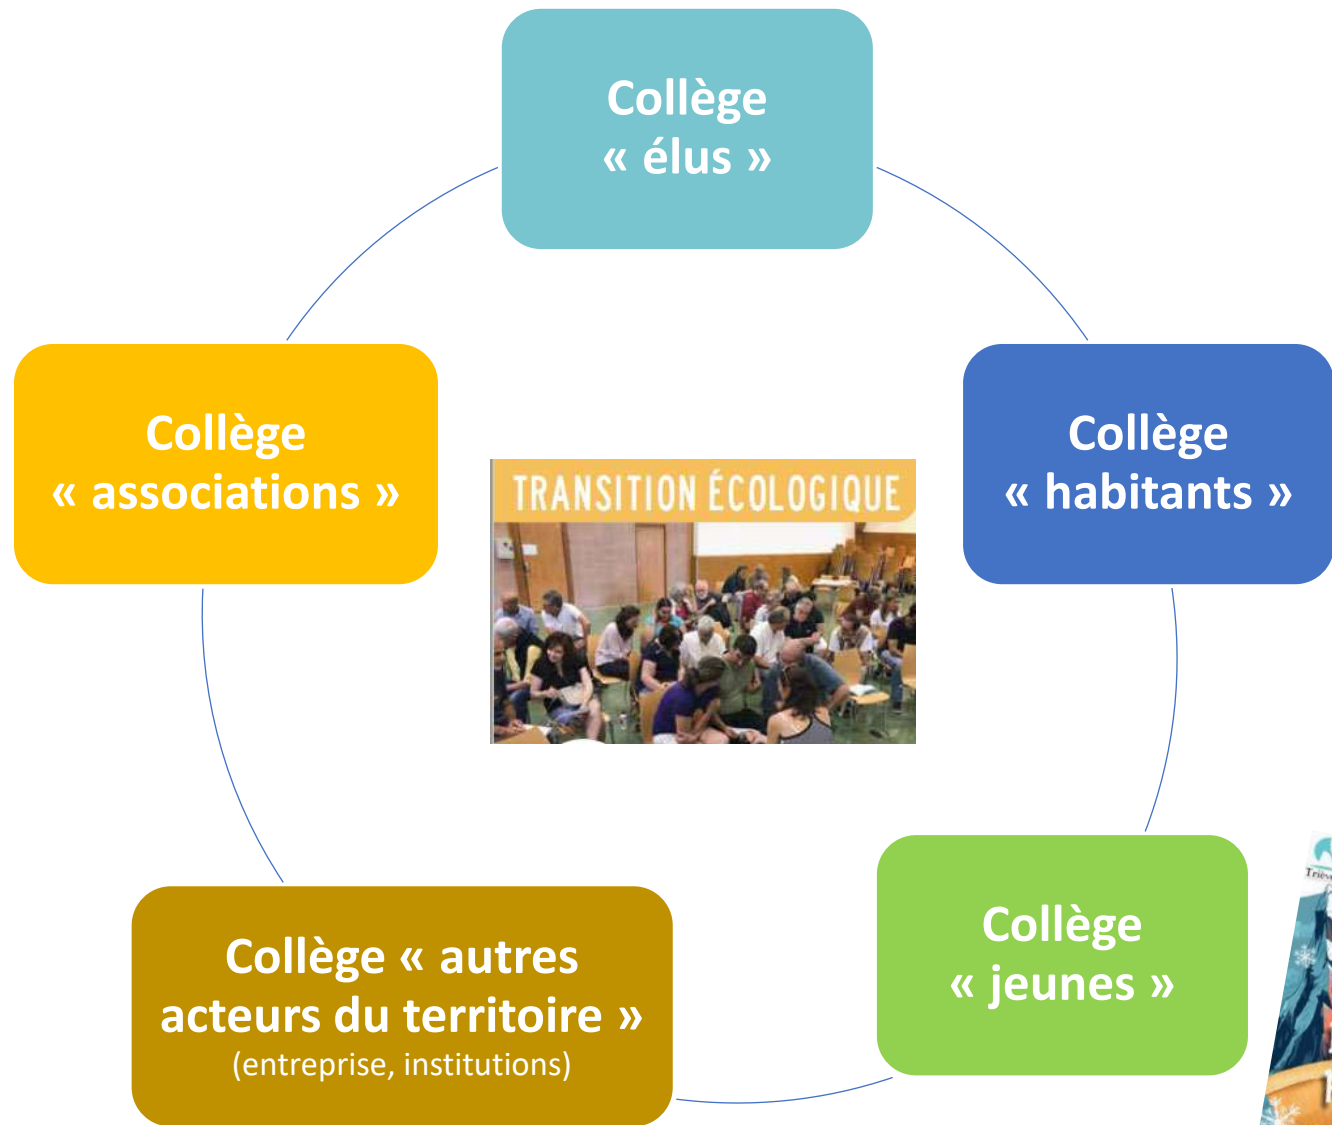 Collège
« élus »
Collège
« associations »
Collège
« habitants »
TRANSITION ÉCOLOGIQUE
Collège « autres
acteurs du territoire »
(entreprise, institutions)
Collège
« jeunes »